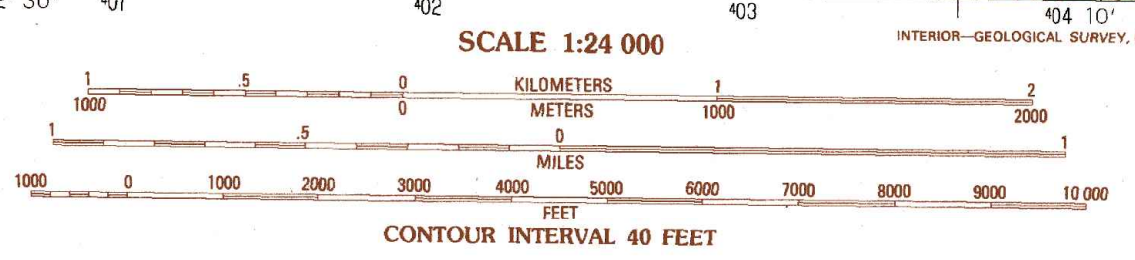 30" 401 402 403 404 10'
SCALE 1:24 000
INTERIOR—GEOLOGICAL SURVEY,
1 .5 0 KILOMETERS 1 2
1000 0 METERS 1000 2000
1 .5 0 1
MILES
1000 0 1000 2000 3000 4000 5000 6000 7000 8000 9000 10 000
FEET
CONTOUR INTERVAL 40 FEET